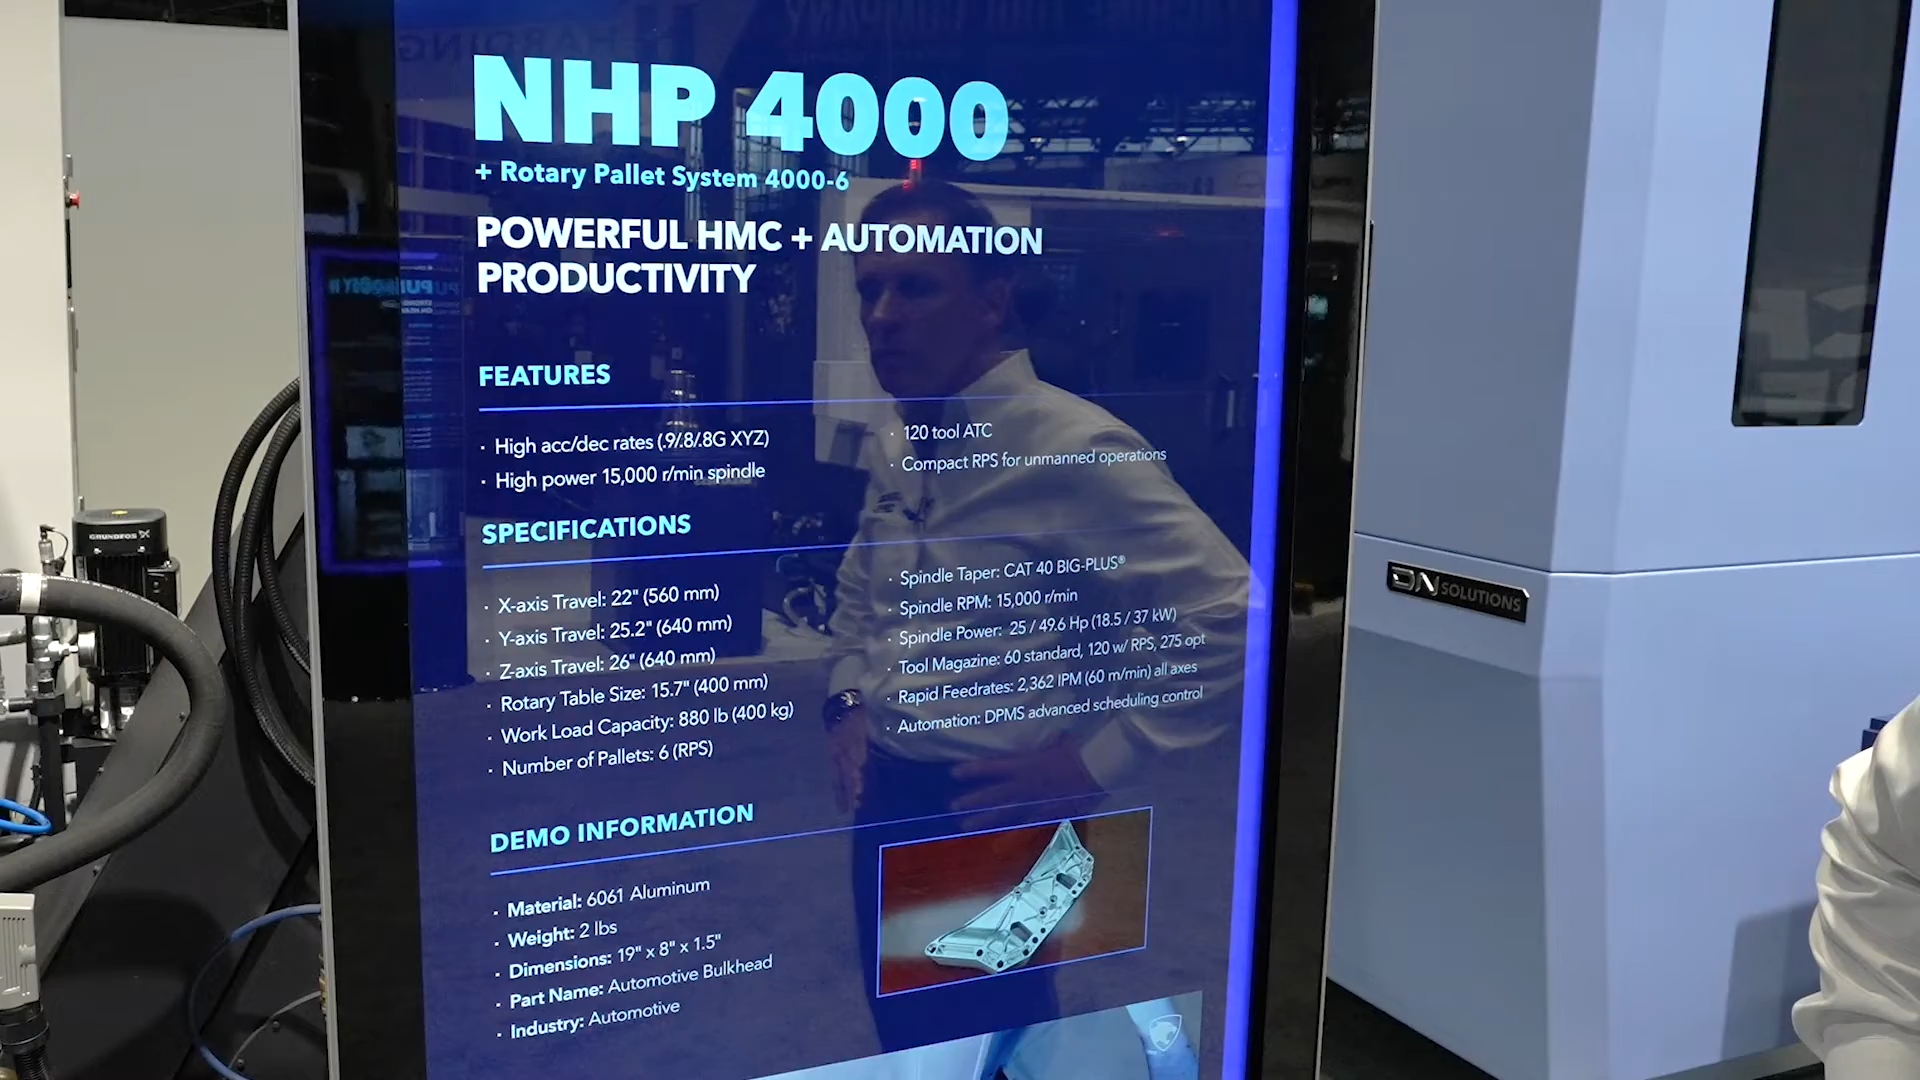 NHP 4000
+ Rotary Pallet System 4000-6
POWERFUL HMC + AUTOMATION
PRODUCTIVITY
FEATURES
· High acc/dec rates (.9/.8/.8G XYZ)
· High power 15,000 r/min spindle
· 120 tool ATC
· Compact RPS for unmanned operations
SPECIFICATIONS
· X-axis Travel: 22" (560 mm)
· Y-axis Travel: 25.2" (640 mm)
· Z-axis Travel: 26" (640 mm)
· Rotary Table Size: 15.7" (400 mm)
· Work Load Capacity: 880 lb (400 kg)
· Number of Pallets: 6 (RPS)
· Spindle Taper: CAT 40 BIG-PLUS®
· Spindle RPM: 15,000 r/min
· Spindle Power: 25 / 49.6 Hp (18.5 / 37 kW)
· Tool Magazine: 60 standard, 120 w/ RPS, 275 opt
· Rapid Feedrates: 2,362 IPM (60 m/min) all axes
· Automation: DPMS advanced scheduling control
DEMO INFORMATION
· Material: 6061 Aluminum
· Weight: 2 lbs
· Dimensions: 19" x 8" x 1.5"
· Part Name: Automotive Bulkhead
· Industry: Automotive
GRUNDFOS
DN SOLUTIONS